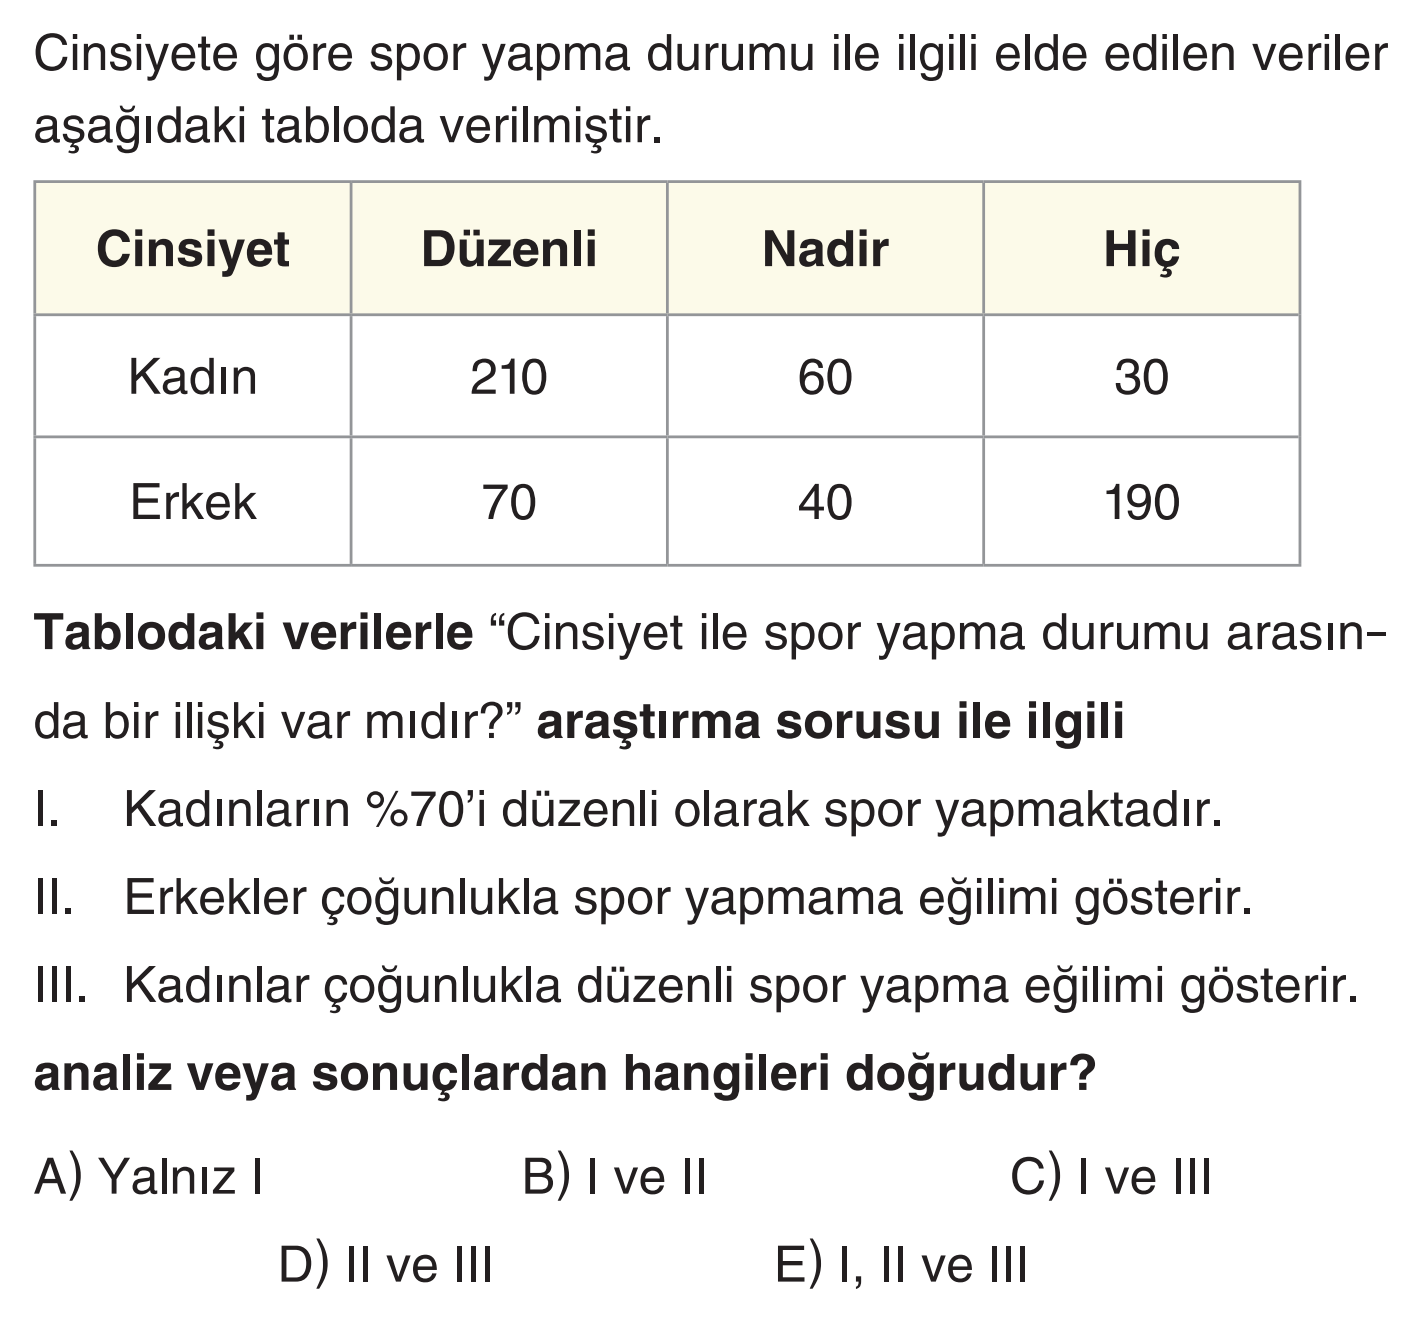 Cinsiyete göre spor yapma durumu ile ilgili elde edilen veriler
aşağıdaki tabloda verilmiştir.
Cinsiyet Düzenli Nadir Hiç
Kadın 210 60 30
Erkek 70 40 190
Tablodaki verilerle “Cinsiyet ile spor yapma durumu arasın-
da bir ilişki var mıdır?” araştırma sorusu ile ilgili
I. Kadınların %70’i düzenli olarak spor yapmaktadır.
II. Erkekler çoğunlukla spor yapmama eğilimi gösterir.
III. Kadınlar çoğunlukla düzenli spor yapma eğilimi gösterir.
analiz veya sonuçlardan hangileri doğrudur?
A) Yalnız I B) I ve II C) I ve III
D) II ve III E) I, II ve III